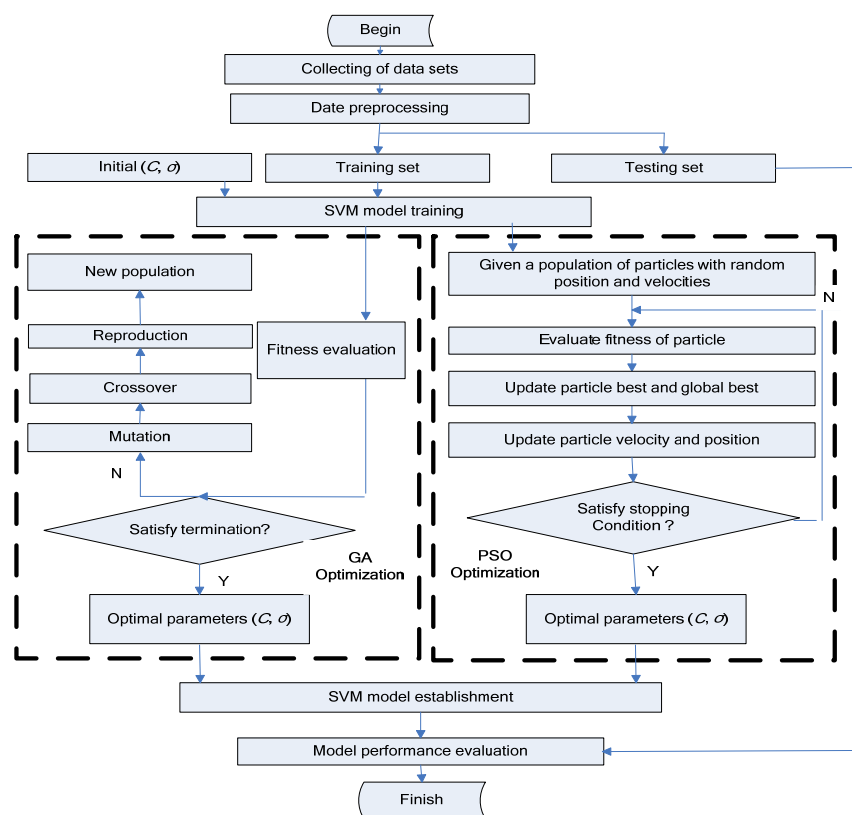 Begin
Collecting of data sets
Date preprocessing
Initial (C, σ)
Training set
Testing set
SVM model training
New population
Reproduction
Crossover
Mutation
N
Fitness evaluation
Satisfy termination?
Y
GA
Optimization
Optimal parameters (C, σ)
Given a population of particles with random
position and velocities
N
Evaluate fitness of particle
Update particle best and global best
Update particle velocity and position
Satisfy stopping
Condition ?
PSO
Optimization
Y
Optimal parameters (C, σ)
SVM model establishment
Model performance evaluation
Finish